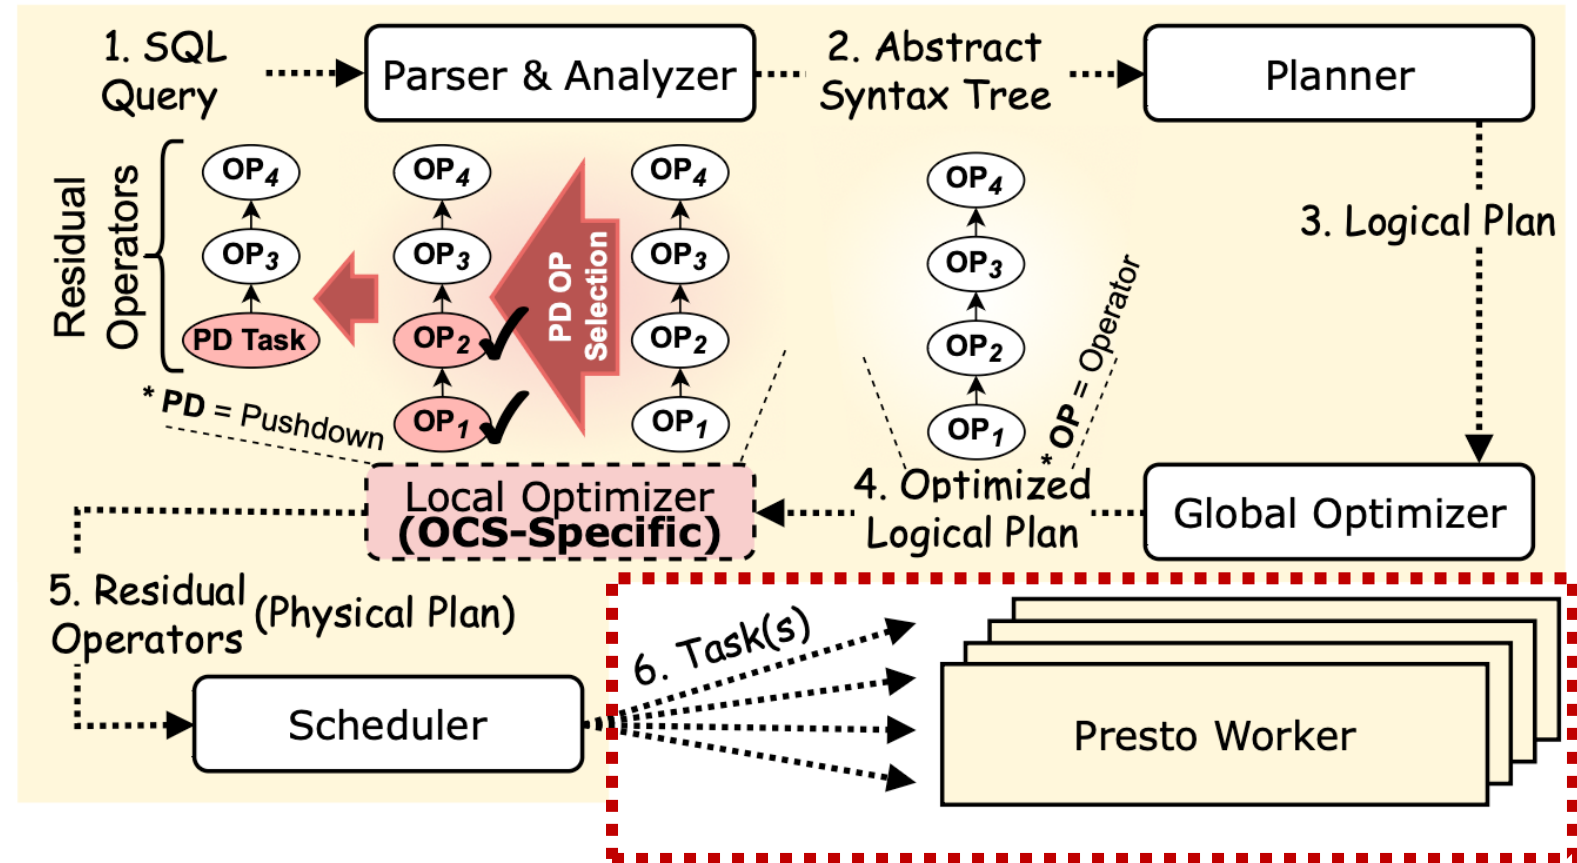 1. SQL
Query
Parser & Analyzer
2. Abstract
Syntax Tree
Planner
3. Logical Plan
Residual
Operators
OP4
OP3
PD Task
* PD = Pushdown
OP4
OP3
OP2
OP1
PD OP
Selection
OP4
OP3
OP2
OP1
OP4
OP3
OP2
OP1
* OP = Operator
Local Optimizer
(OCS-Specific)
4. Optimized
Logical Plan
Global Optimizer
5. Residual
Operators
(Physical Plan)
Scheduler
6. Task(s)
Presto Worker